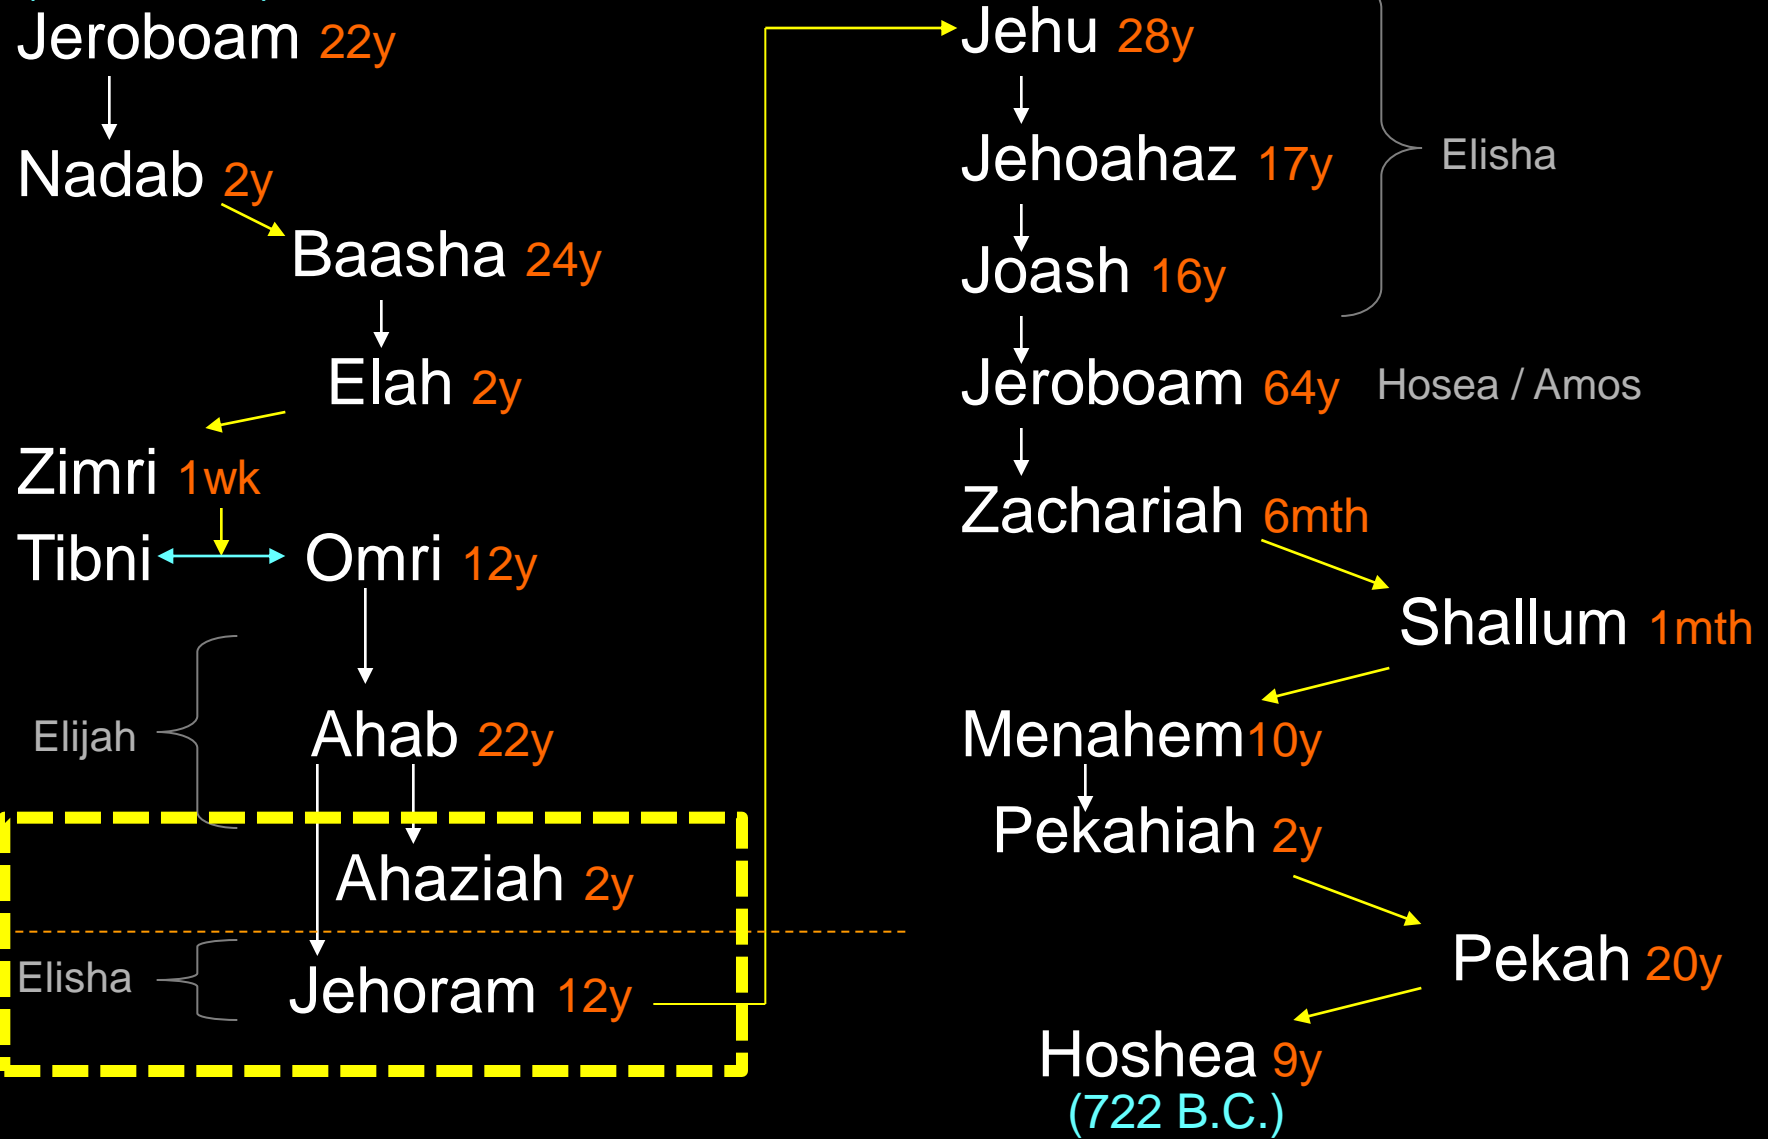 Jeroboam 22y
Nadab 2y
Baasha 24y
Elah 2y
Zimri 1wk
Tibni Omri 12y
Elijah
Ahab 22y
Ahaziah 2y
Elisha
Jehoram 12y
Jehu 28y
Jehoahaz 17y
Elisha
Joash 16y
Jeroboam 64y Hosea / Amos
Zachariah 6mth
Shallum 1mth
Menahem10y
Pekahiah 2y
Pekah 20y
Hoshea 9y
(722 B.C.)